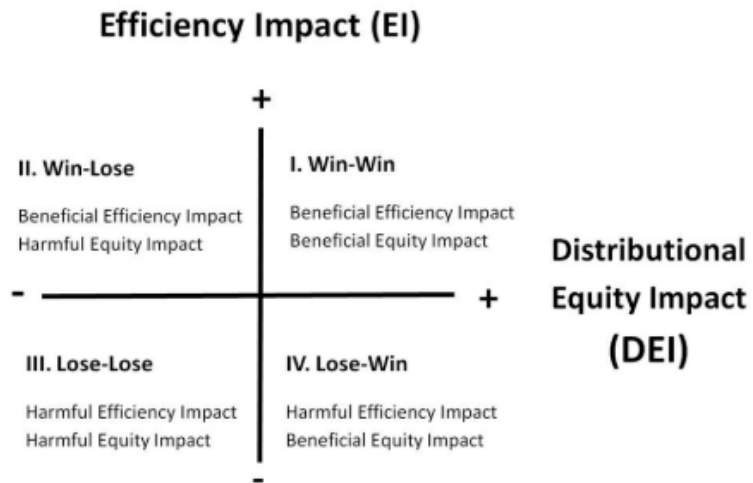 Efficiency Impact (EI)
+
II. Win-Lose
Beneficial Efficiency Impact
Harmful Equity Impact
I. Win-Win
Beneficial Efficiency Impact
Beneficial Equity Impact
-
+
Distributional
Equity Impact
(DEI)
III. Lose-Lose
Harmful Efficiency Impact
Harmful Equity Impact
IV. Lose-Win
Harmful Efficiency Impact
Beneficial Equity Impact
-